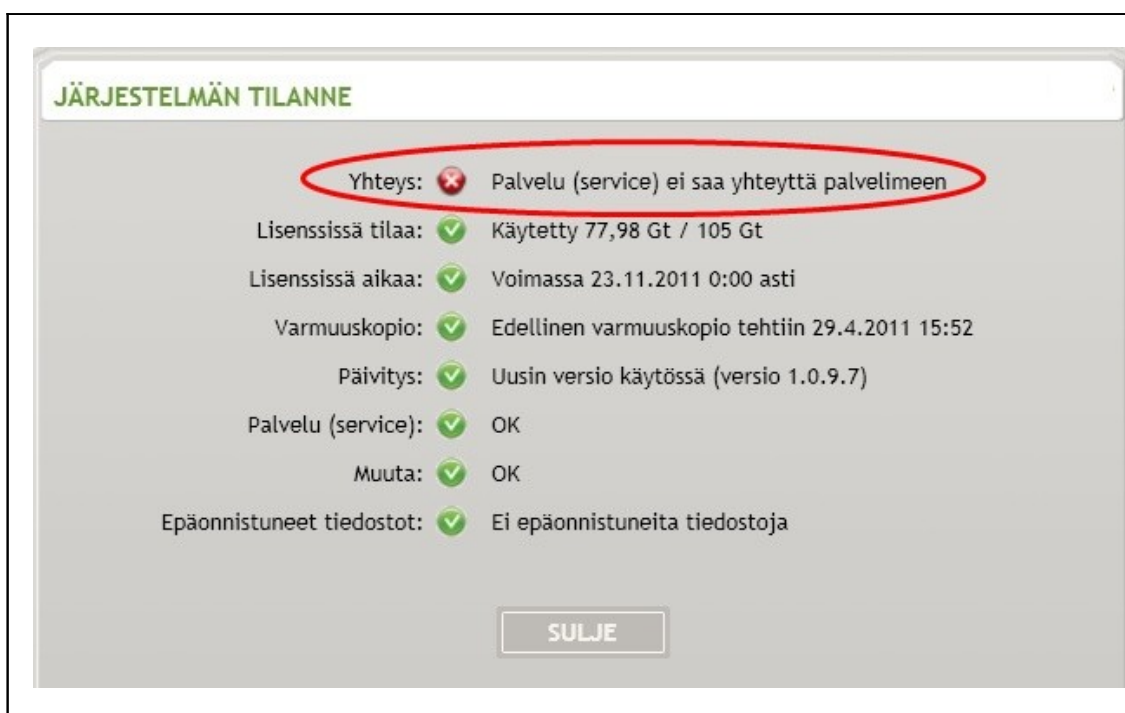 JÄRJESTELMÄN TILANNE
Yhteys: Palvelu (service) ei saa yhteyttä palvelimeen
Lisenssissä tilaa: Käytetty 77,98 Gt / 105 Gt
Lisenssissä aikaa: Voimassa 23.11.2011 0:00 asti
Varmuuskopio: Edellinen varmuuskopio tehtiin 29.4.2011 15:52
Päivitys: Uusin versio käytössä (versio 1.0.9.7)
Palvelu (service): OK
Muuta: OK
Epäonnistuneet tiedostot: Ei epäonnistuneita tiedostoja
SULJE